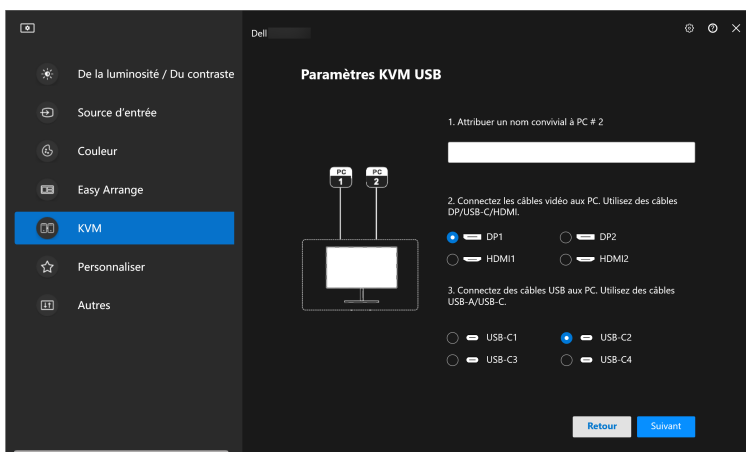 Dell
De la luminosité / Du contraste
Source d'entrée
Couleur
Easy Arrange
KVM
Personnaliser
Autres
Paramètres KVM USB
PC 1
PC 2
1. Attribuer un nom convivial à PC # 2
2. Connectez les câbles vidéo aux PC. Utilisez des câbles
DP/USB-C/HDMI.
DP1
DP2
HDMI1
HDMI2
3. Connectez des câbles USB aux PC. Utilisez des câbles
USB-A/USB-C.
USB-C1
USB-C2
USB-C3
USB-C4
Retour
Suivant